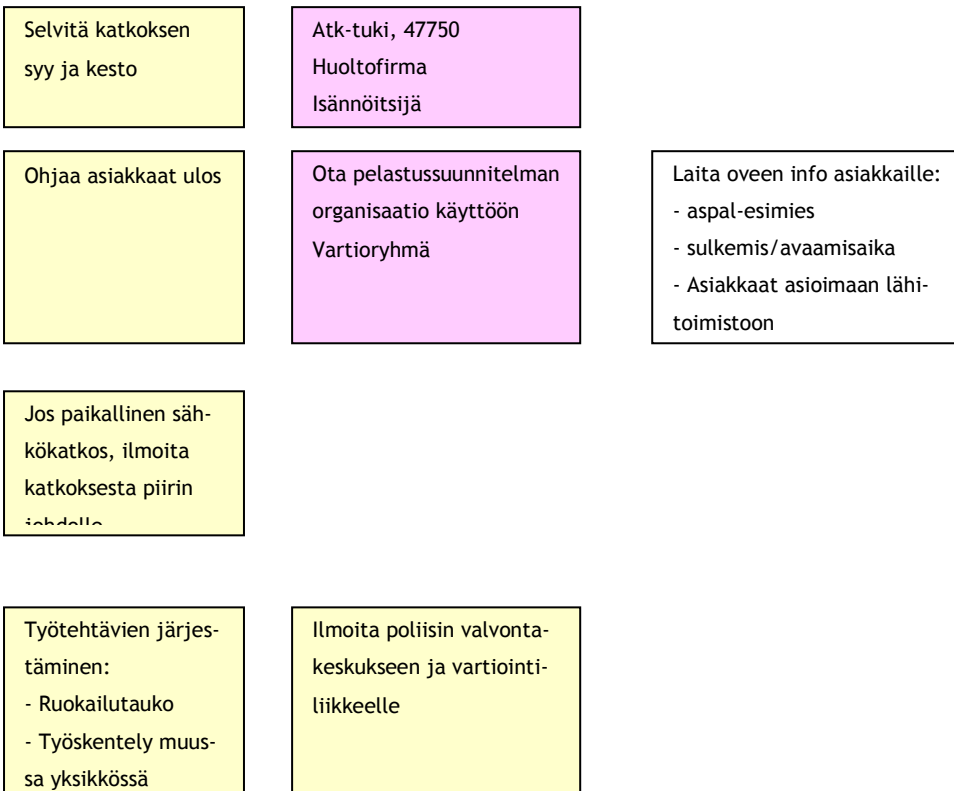 Selvitä katkoksen
syy ja kesto
Atk-tuki, 47750
Huoltofirma
Isännöitsijä
Ohjaa asiakkaat ulos
Ota pelastussuunnitelman
organisaatio käyttöön
Vartioryhmä
Laita oveen info asiakkaille:
- aspal-esimies
- sulkemis/avaamisaika
- Asiakkaat asioimaan lähi-
toimistoon
Jos paikallinen säh-
kökatkos, ilmoita
katkoksesta piirin
Työtehtävien järjes-
täminen:
- Ruokailutauko
- Työskentely muus-
sa yksikkössä
Ilmoita poliisin valvonta-
keskukseen ja vartiointi-
liikkeelle